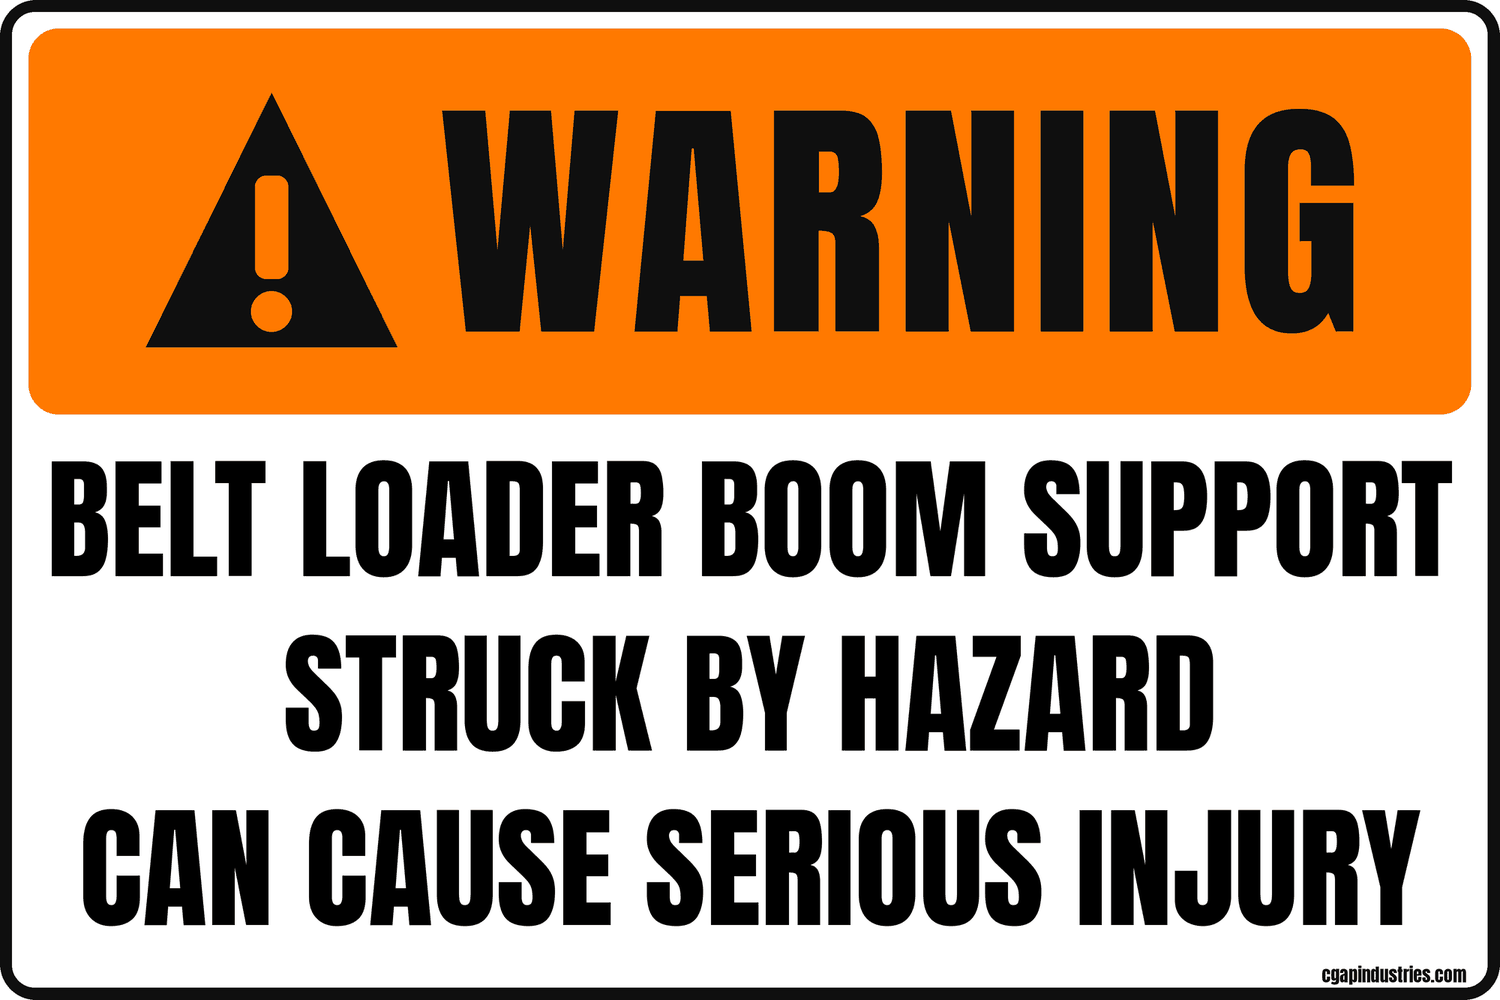 WARNING
BELT LOADER BOOM SUPPORT
STRUCK BY HAZARD
CAN CAUSE SERIOUS INJURY
cgapindustries.com